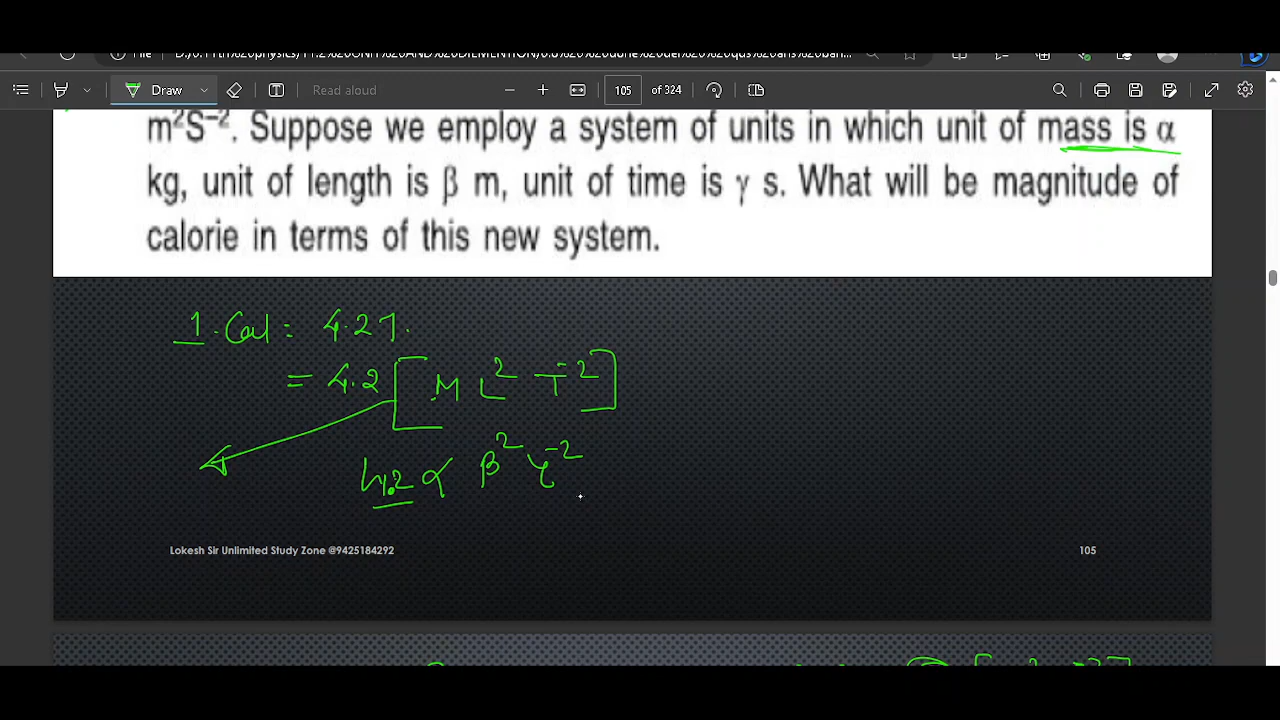 Draw
Read aloud
105 of 324
m²S⁻². Suppose we employ a system of units in which unit of mass is α
kg, unit of length is β m, unit of time is γ s. What will be magnitude of
calorie in terms of this new system.
1. Cal = 4.2 J.
= 4.2 [M L² T⁻²]
4.2 α β² γ⁻²
Lokesh Sir Unlimited Study Zone @9425184292
105